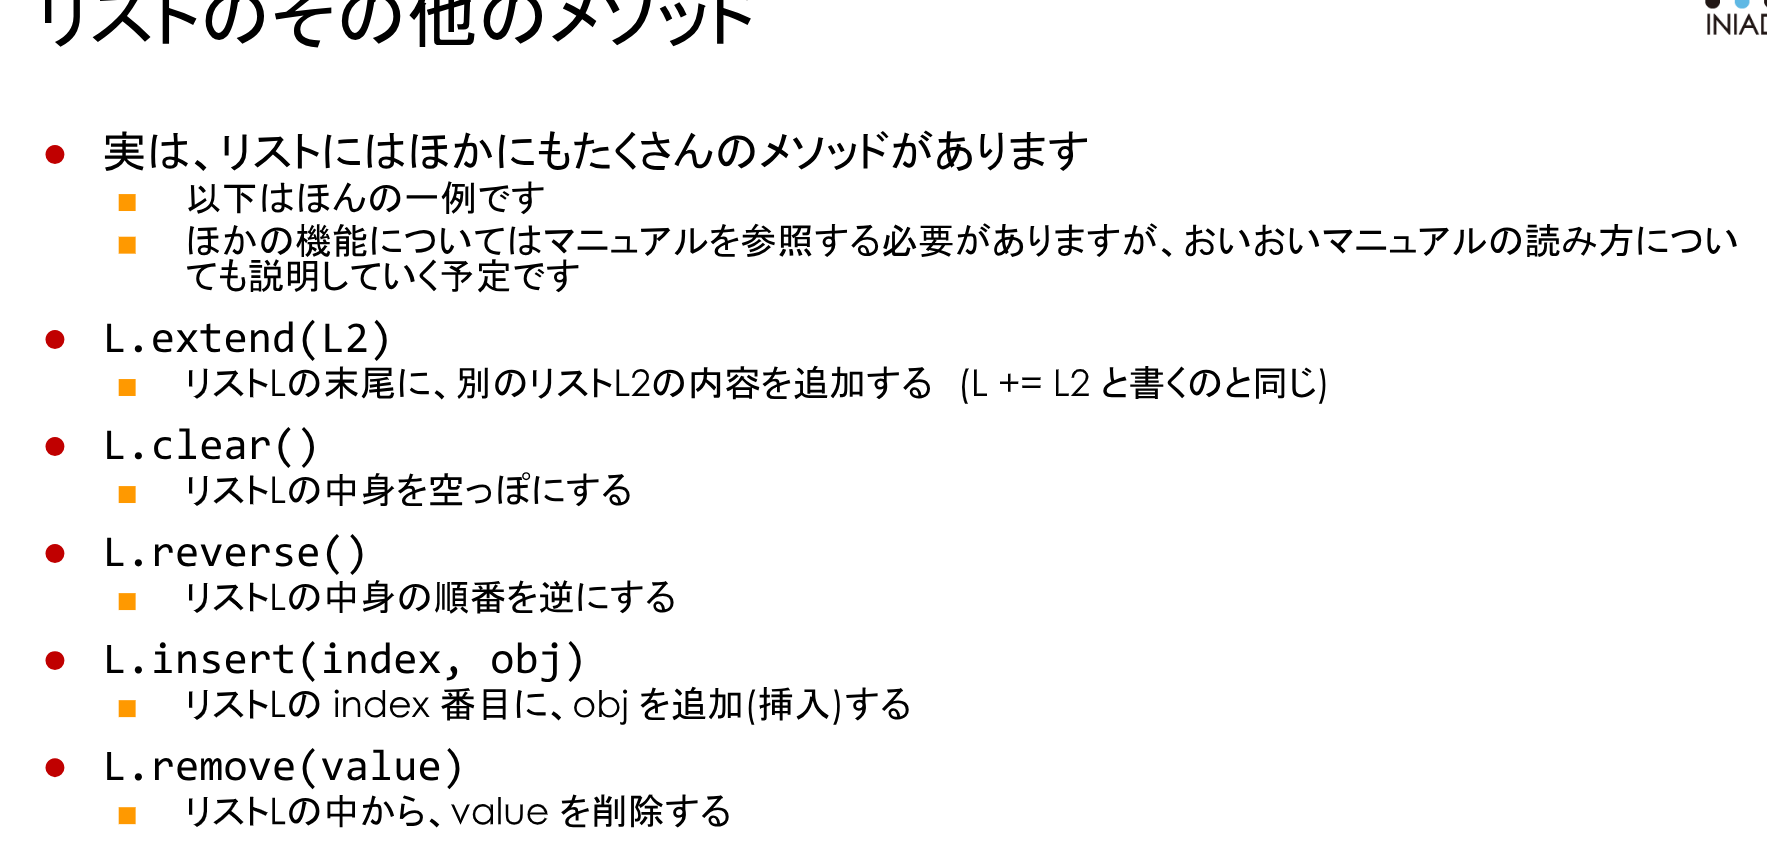 リストのその他のメソッド
INIAD
実は、リストにはほかにもたくさんのメソッドがあります
以下はほんの一例です
ほかの機能についてはマニュアルを参照する必要がありますが、おいおいマニュアルの読み方につい
ても説明していく予定です
L.extend(L2)
リストLの末尾に、別のリストL2の内容を追加する (L += L2 と書くのと同じ)
L.clear()
リストLの中身を空っぽにする
L.reverse()
リストLの中身の順番を逆にする
L.insert(index, obj)
リストLの index 番目に、obj を追加(挿入)する
L.remove(value)
リストLの中から、value を削除する